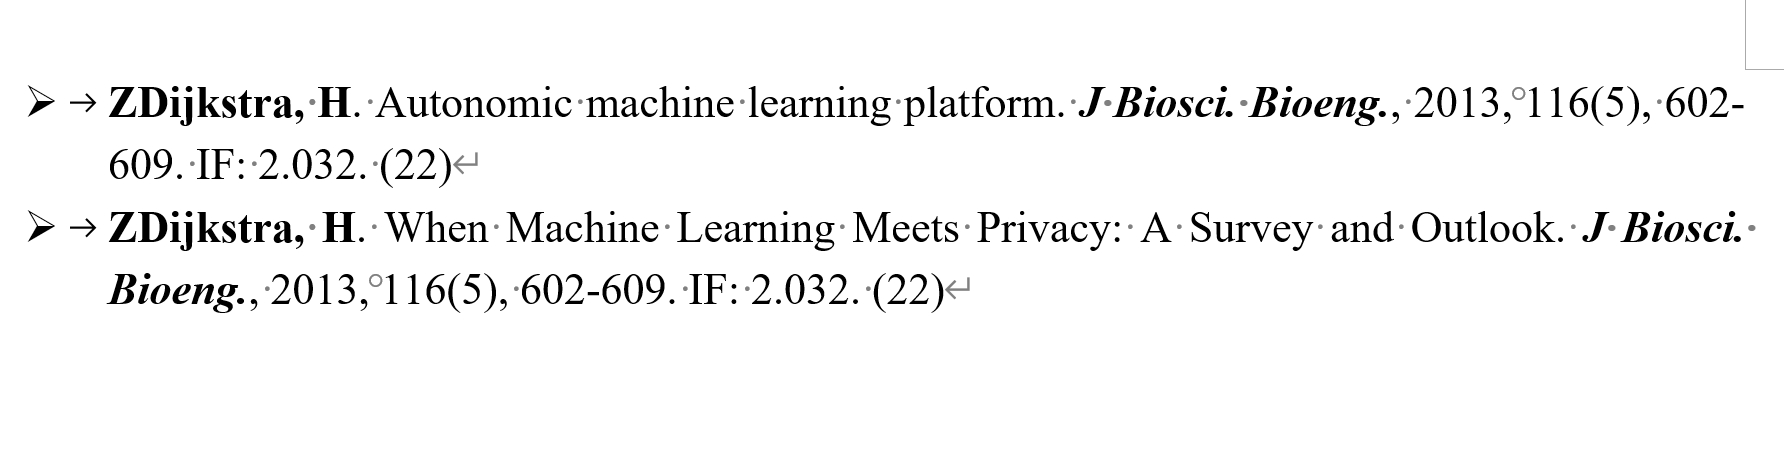 ➢ → ZDijkstra, H. Autonomic machine learning platform. J Biosci. Bioeng., 2013, 116(5), 602-
609. IF: 2.032. (22)↵
➢ → ZDijkstra, H. When Machine Learning Meets Privacy: A Survey and Outlook. J Biosci.
Bioeng., 2013, 116(5), 602-609. IF: 2.032. (22)↵